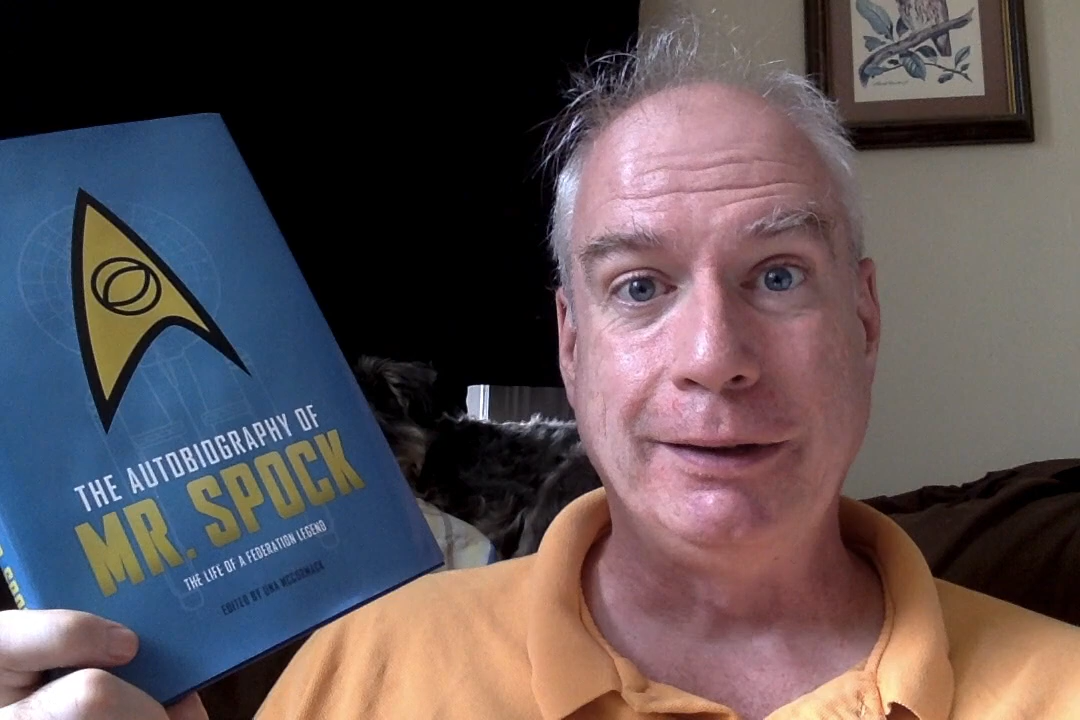 THE AUTOBIOGRAPHY OF
MR. SPOCK
THE LIFE OF A FEDERATION LEGEND
EDITED BY UNA MCCORMACK